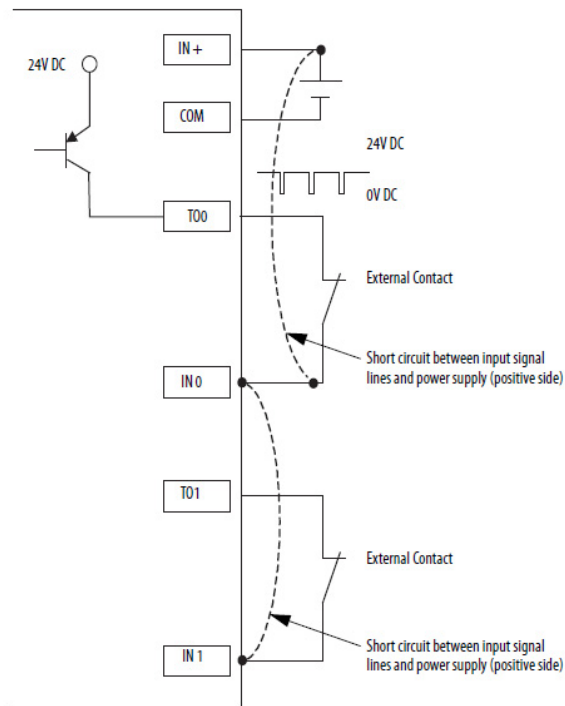 IN +
24V DC
COM
24V DC
0V DC
TO0
External Contact
Short circuit between input signal
lines and power supply (positive side)
IN 0
TO1
External Contact
Short circuit between input signal
lines and power supply (positive side)
IN 1